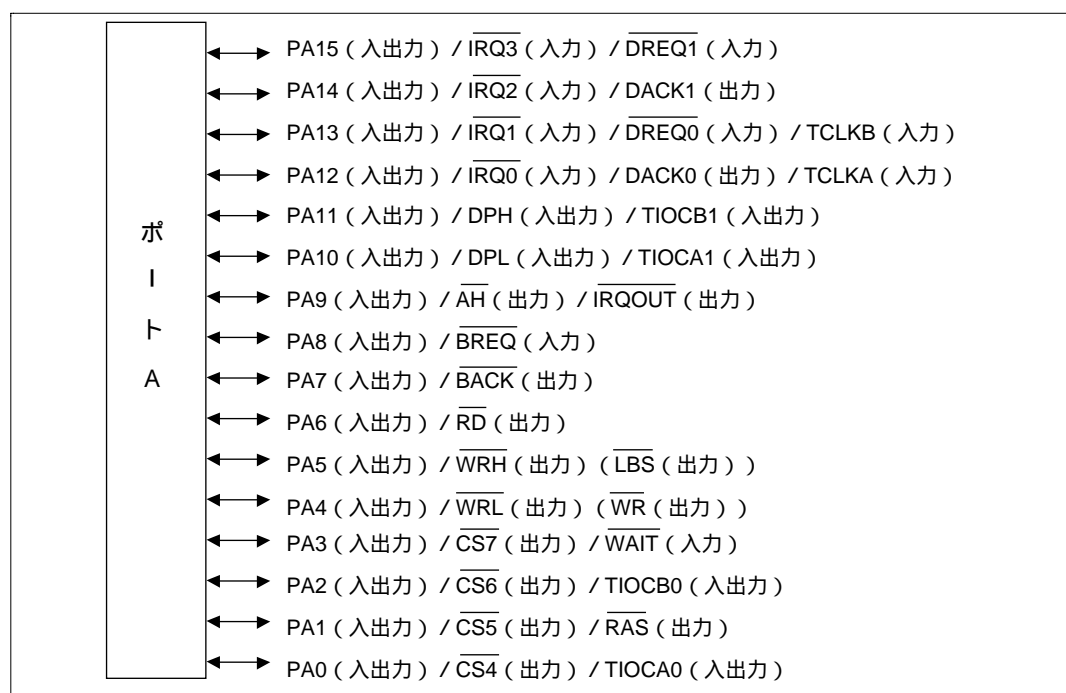 PA15（入出力）/ IRQ3（入力）/ DREQ1（入力）
PA14（入出力）/ IRQ2（入力）/ DACK1（出力）
PA13（入出力）/ IRQ1（入力）/ DREQ0（入力）/ TCLKB（入力）
PA12（入出力）/ IRQ0（入力）/ DACK0（出力）/ TCLKA（入力）
PA11（入出力）/ DPH（入出力）/ TIOCB1（入出力）
PA10（入出力）/ DPL（入出力）/ TIOCA1（入出力）
PA9（入出力）/ AH（出力）/ IRQOUT（出力）
PA8（入出力）/ BREQ（入力）
PA7（入出力）/ BACK（出力）
PA6（入出力）/ RD（出力）
PA5（入出力）/ WRH（出力）（LBS（出力））
PA4（入出力）/ WRL（出力）（WR（出力））
PA3（入出力）/ CS7（出力）/ WAIT（入力）
PA2（入出力）/ CS6（出力）/ TIOCB0（入出力）
PA1（入出力）/ CS5（出力）/ RAS（出力）
PA0（入出力）/ CS4（出力）/ TIOCA0（入出力）
ポートA